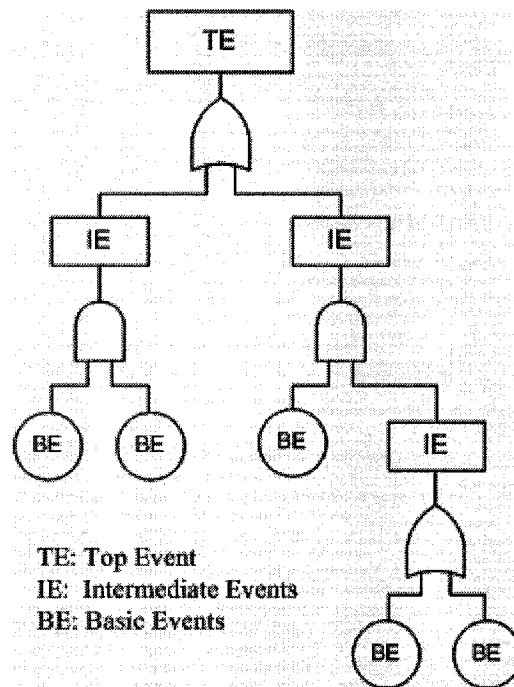 TE
IE
IE
BE
BE
BE
IE
TE: Top Event
IE: Intermediate Events
BE: Basic Events
BE
BE